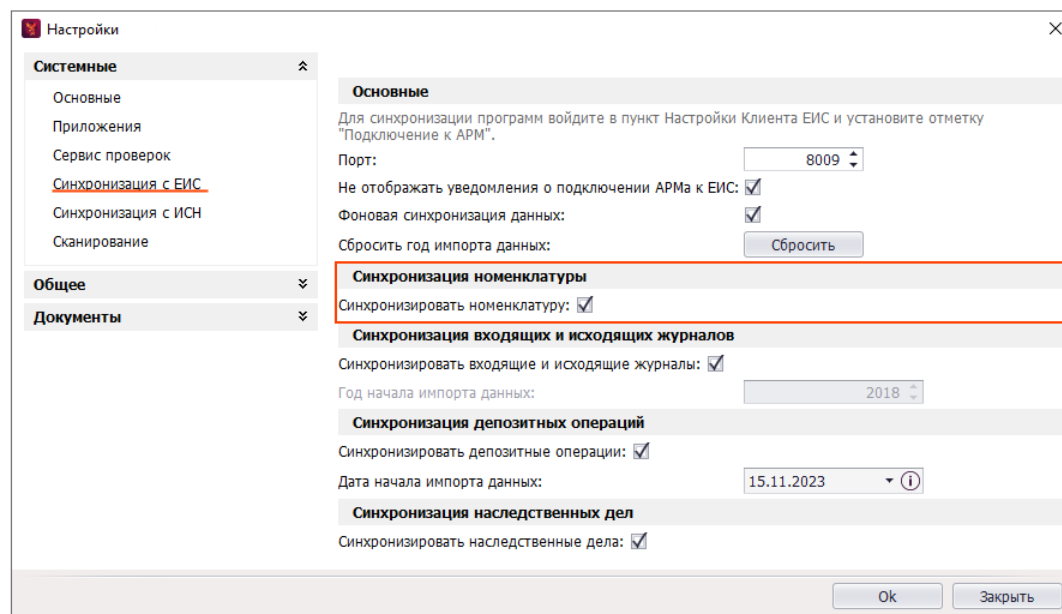 Настройки
Системные
Основные
Приложения
Сервис проверок
Синхронизация с ЕИС
Синхронизация с ИСН
Сканирование
Общее
Документы
Основные
Для синхронизации программ войдите в пункт Настройки Клиента ЕИС и установите отметку
"Подключение к АРМ".
Порт: 8009
Не отображать уведомления о подключении АРМа к ЕИС:
Фоновая синхронизация данных:
Сбросить год импорта данных: Сбросить
Синхронизация номенклатуры
Синхронизировать номенклатуру:
Синхронизация входящих и исходящих журналов
Синхронизировать входящие и исходящие журналы:
Год начала импорта данных: 2018
Синхронизация депозитных операций
Синхронизировать депозитные операции:
Дата начала импорта данных: 15.11.2023
Синхронизация наследственных дел
Синхронизировать наследственные дела:
Ok Закрыть